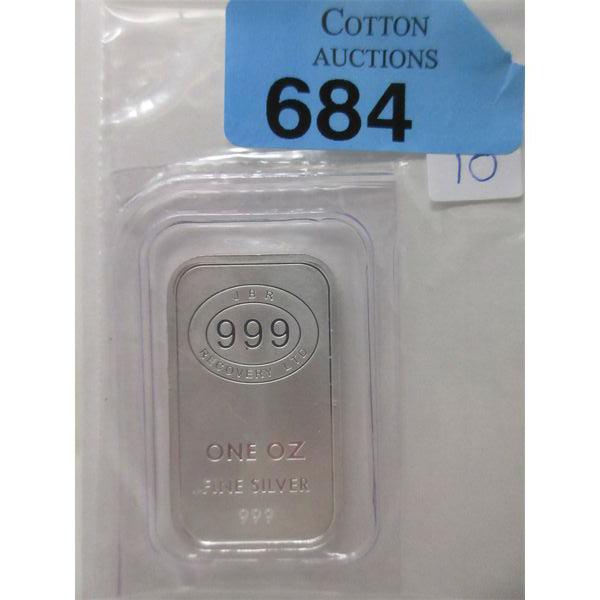 COTTON
AUCTIONS
684
10
JBR
999
RECOVERY LTD
ONE OZ
FINE SILVER
999